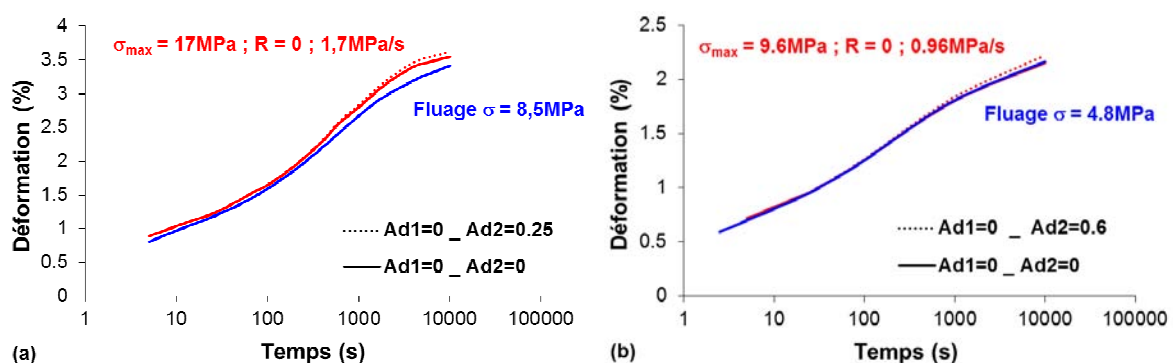 Déformation (%)
4
3.5
3
2.5
2
1.5
1
0.5
0
σmax = 17MPa ; R = 0 ; 1,7MPa/s
Fluage σ = 8,5MPa
Ad1=0 _ Ad2=0.25
Ad1=0 _ Ad2=0
1 10 100 1000 10000 100000
(a) Temps (s)
Déformation (%)
2.5
2
1.5
1
0.5
0
σmax = 9.6MPa ; R = 0 ; 0.96MPa/s
Fluage σ = 4.8MPa
Ad1=0 _ Ad2=0.6
Ad1=0 _ Ad2=0
1 10 100 1000 10000 100000
(b) Temps (s)